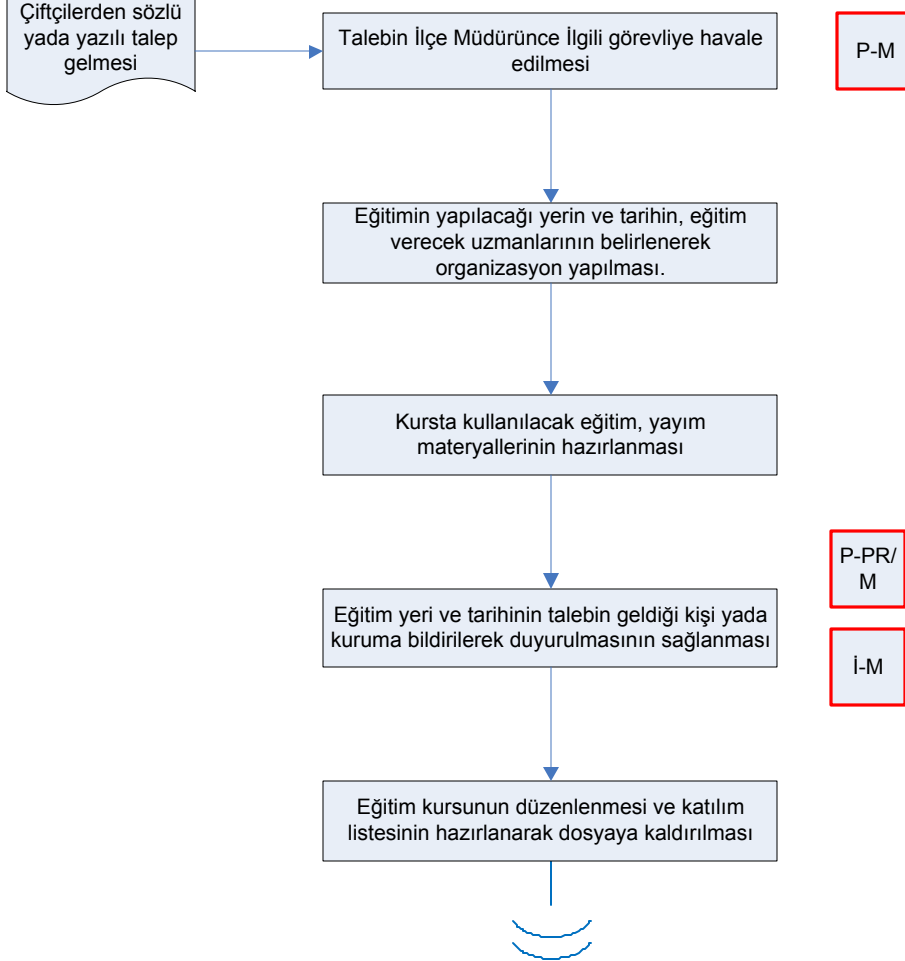 Çiftçilerden sözlü
yada yazılı talep
gelmesi
Talebin İlçe Müdürünce İlgili görevliye havale
edilmesi
P-M
Eğitimin yapılacağı yerin ve tarihin, eğitim
verecek uzmanlarının belirlenerek
organizasyon yapılması.
Kursta kullanılacak eğitim, yayım
materyallerinin hazırlanması
P-PR/
M
Eğitim yeri ve tarihinin talebin geldiği kişi yada
kuruma bildirilerek duyurulmasının sağlanması
İ-M
Eğitim kursunun düzenlenmesi ve katılım
listesinin hazırlanarak dosyaya kaldırılması